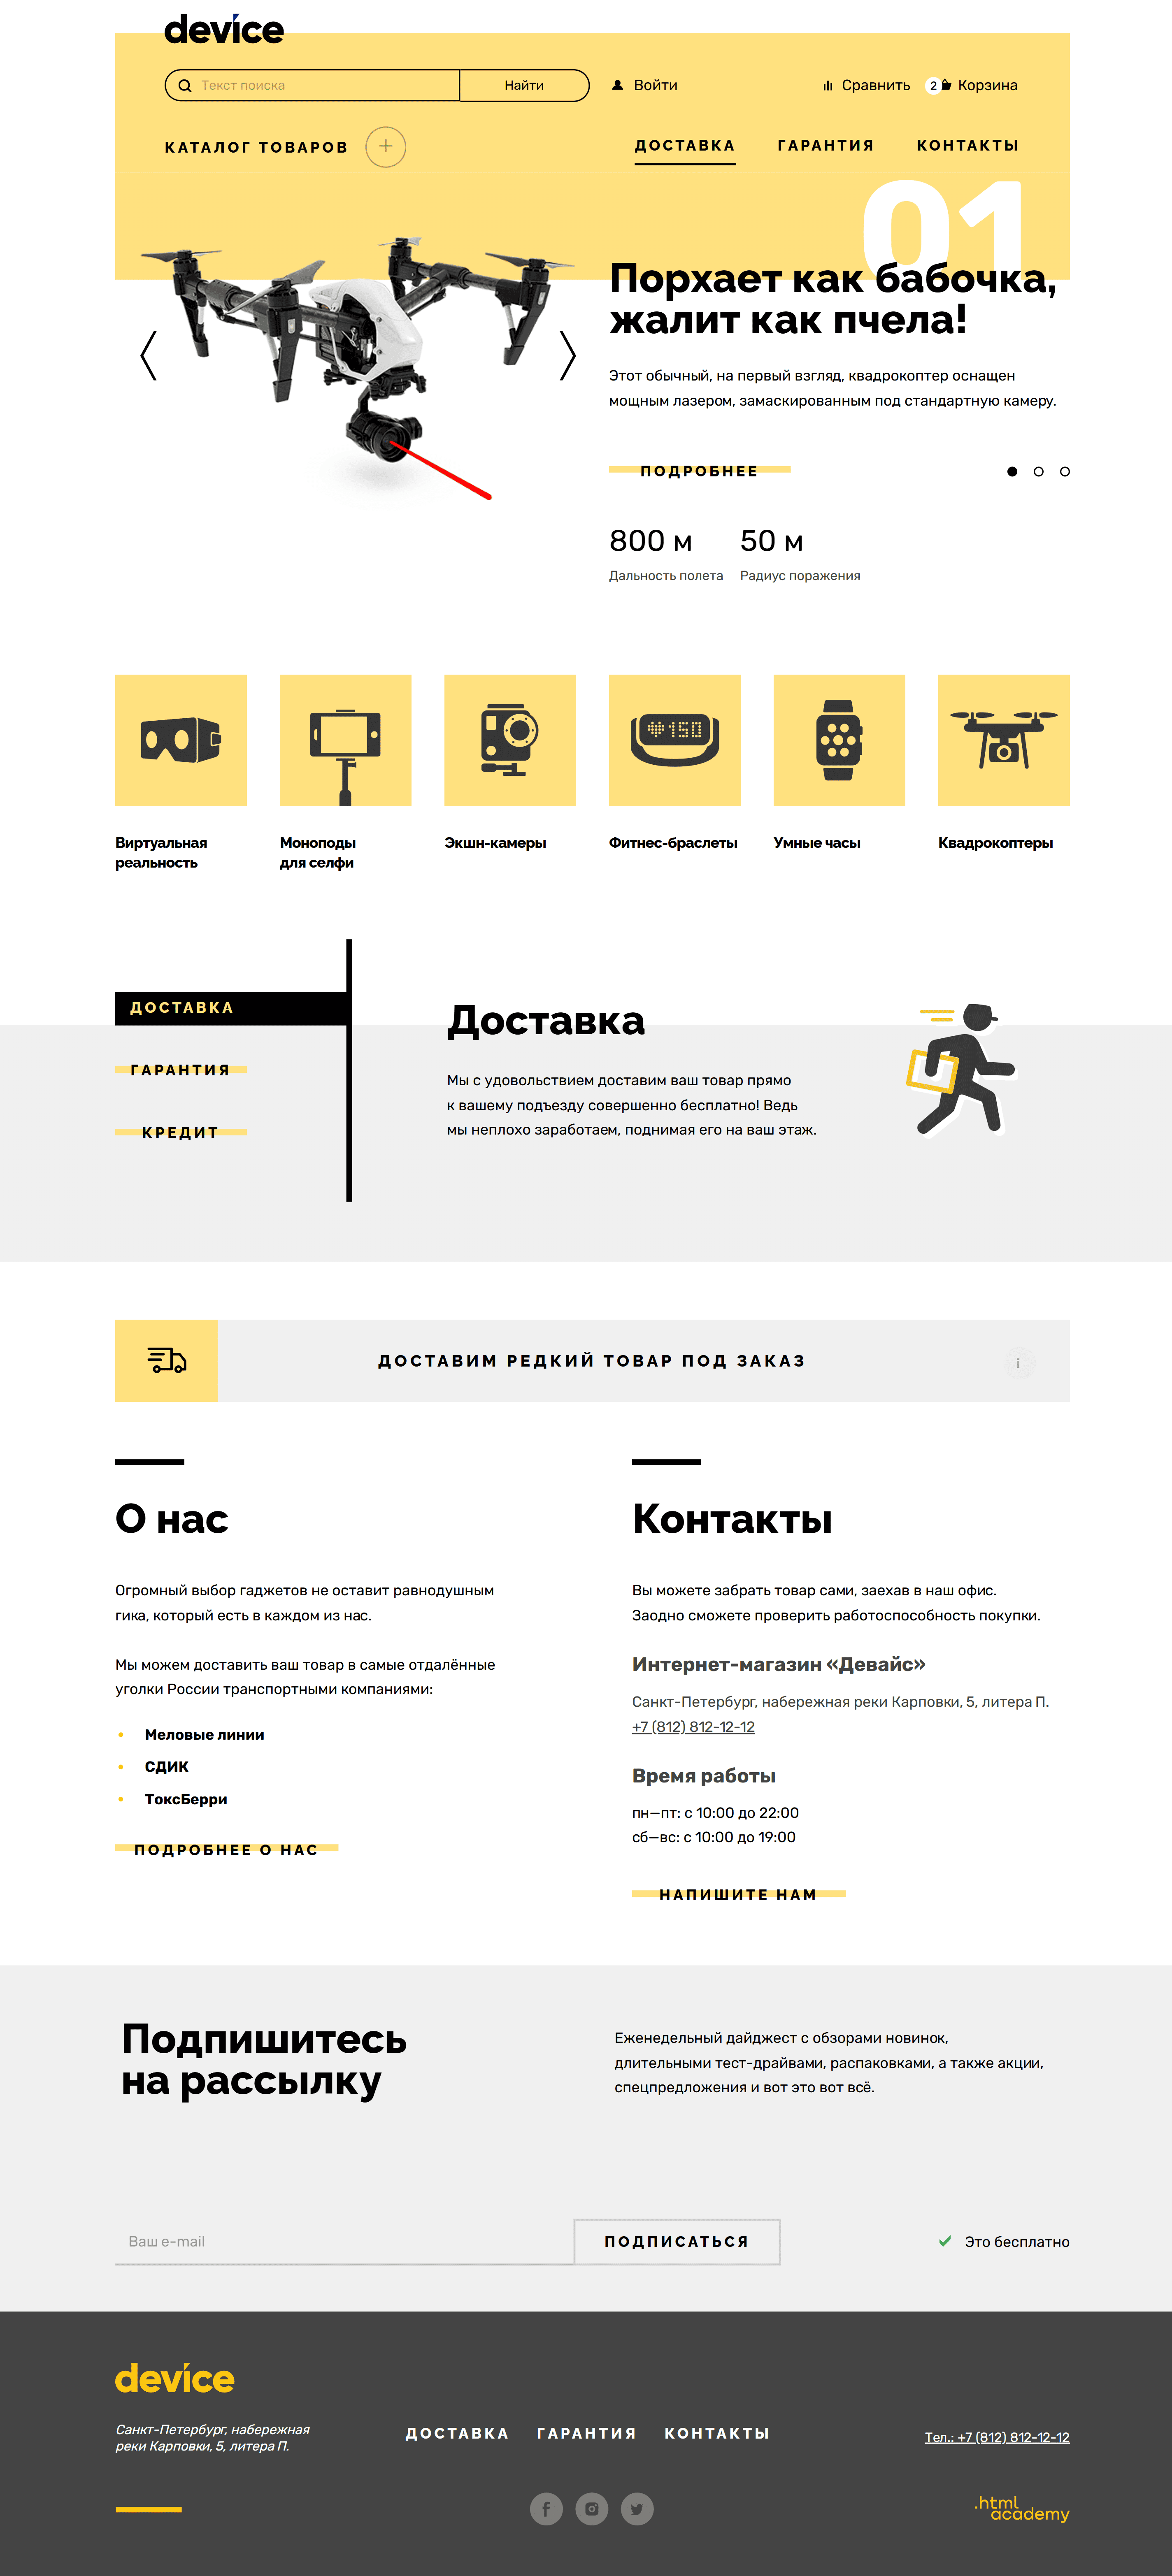 device
Текст поиска
Найти
Войти
Сравнить
2
Корзина
КАТАЛОГ ТОВАРОВ
+
ДОСТАВКА
ГАРАНТИЯ
КОНТАКТЫ
01
Порхает как бабочка,
жалит как пчела!
Этот обычный, на первый взгляд, квадрокоптер оснащен
мощным лазером, замаскированным под стандартную камеру.
ПОДРОБНЕЕ
800 м
50 м
Дальность полета
Радиус поражения
150
Виртуальная
реальность
Моноподы
для селфи
Экшн-камеры
Фитнес-браслеты
Умные часы
Квадрокоптеры
ДОСТАВКА
ГАРАНТИЯ
КРЕДИТ
Доставка
Мы с удовольствием доставим ваш товар прямо
к вашему подъезду совершенно бесплатно! Ведь
мы неплохо заработаем, поднимая его на ваш этаж.
ДОСТАВИМ РЕДКИЙ ТОВАР ПОД ЗАКАЗ
i
О нас
Огромный выбор гаджетов не оставит равнодушным
гика, который есть в каждом из нас.
Мы можем доставить ваш товар в самые отдалённые
уголки России транспортными компаниями:
Меловые линии
СДИК
ТоксБерри
ПОДРОБНЕЕ О НАС
Контакты
Вы можете забрать товар сами, заехав в наш офис.
Заодно сможете проверить работоспособность покупки.
Интернет-магазин «Девайс»
Санкт-Петербург, набережная реки Карповки, 5, литера П.
+7 (812) 812-12-12
Время работы
пн—пт: с 10:00 до 22:00
сб—вс: с 10:00 до 19:00
НАПИШИТЕ НАМ
Подпишитесь
на рассылку
Еженедельный дайджест с обзорами новинок,
длительными тест-драйвами, распаковками, а также акции,
спецпредложения и вот это вот всё.
Ваш e-mail
ПОДПИСАТЬСЯ
Это бесплатно
device
Санкт-Петербург, набережная
реки Карповки, 5, литера П.
ДОСТАВКА
ГАРАНТИЯ
КОНТАКТЫ
Тел.: +7 (812) 812-12-12
f
.html
academy